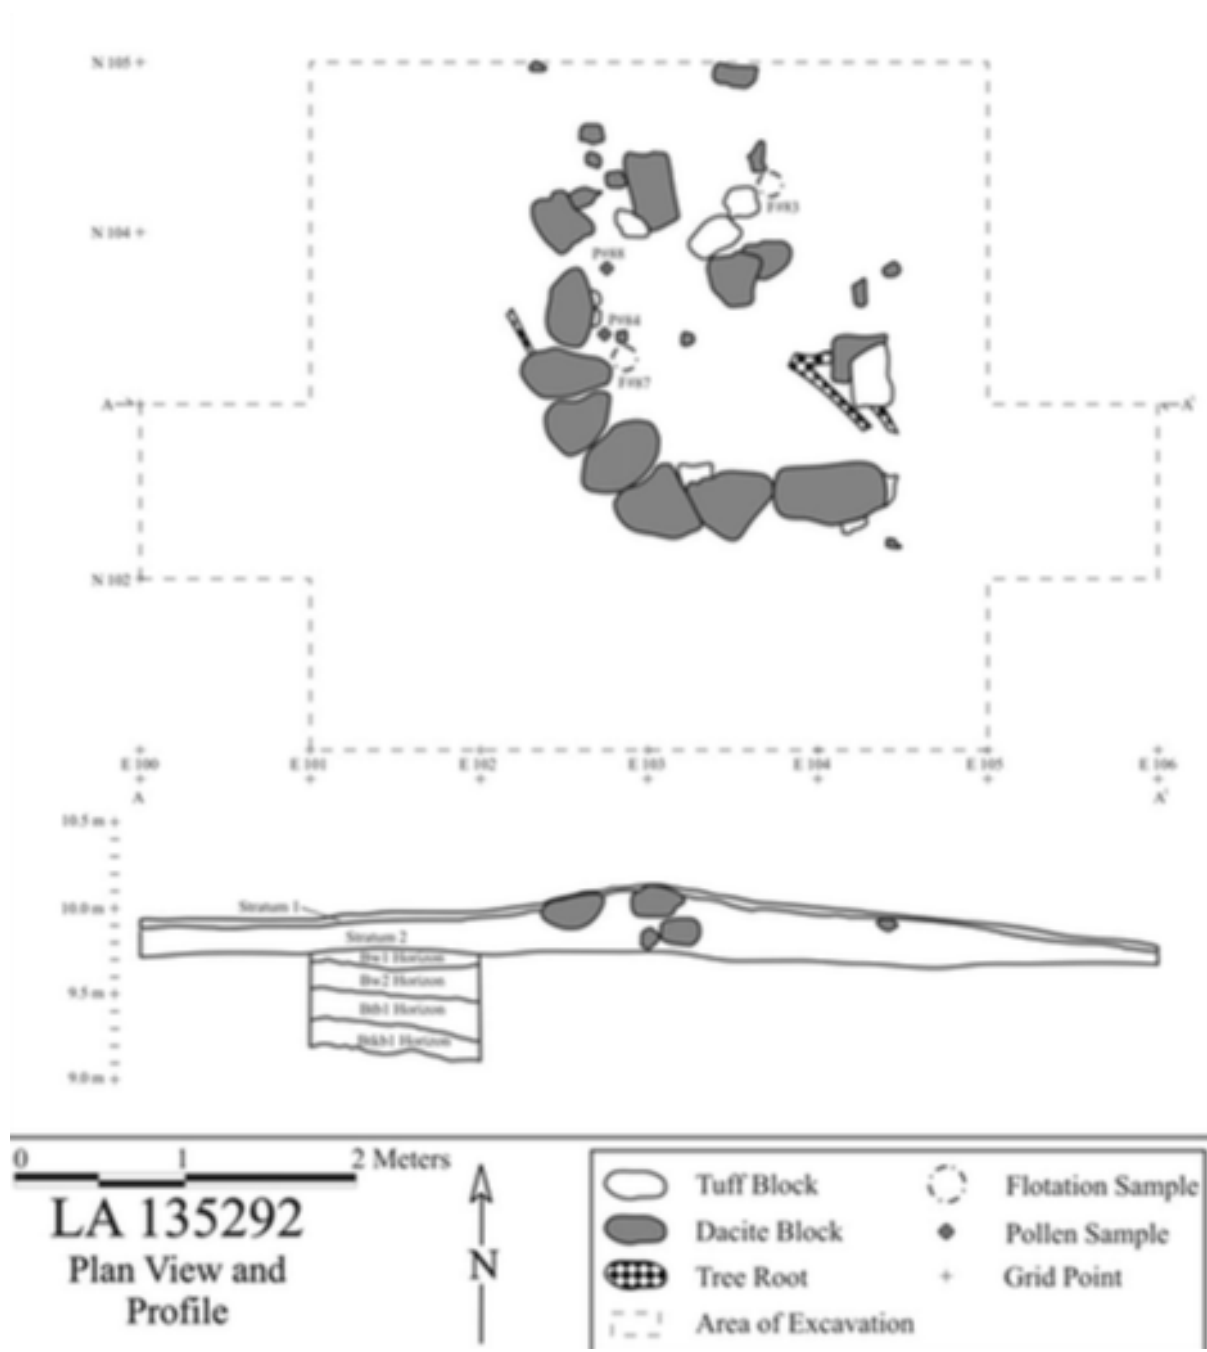 N 105
F#83
N 104
P#88
P#84
F#87
A
A'
N 102
E 100 E 101 E 102 E 103 E 104 E 105 E 106
A A'
10.5 m
10.0 m
Stratum 1
Stratum 2
Bw1 Horizon
9.5 m
Bw2 Horizon
Btb1 Horizon
Btkb1 Horizon
9.0 m
0 1 2 Meters
LA 135292
Plan View and
Profile
N
Tuff Block
Flotation Sample
Dacite Block
Pollen Sample
Tree Root
Grid Point
Area of Excavation